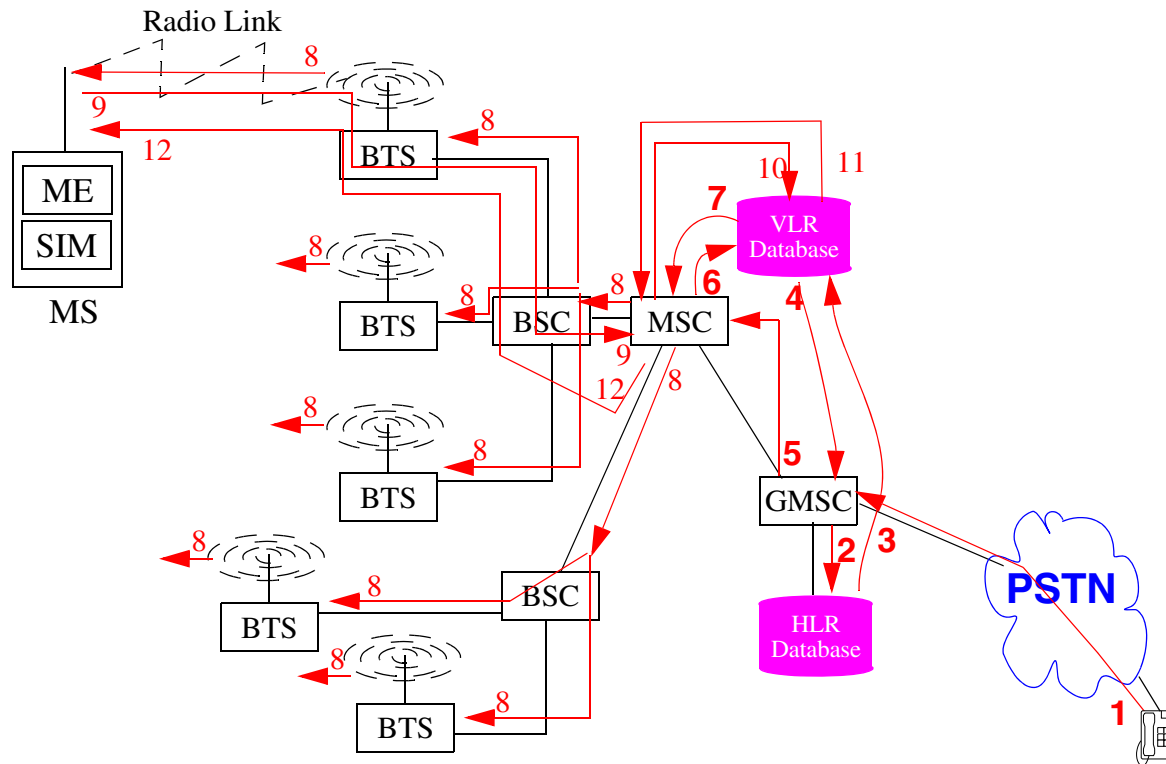 Radio Link
8
8
9
12
8
BTS
ME
SIM
MS
10
11
7
VLR
Database
8
8
BTS
BSC
8
MSC
6
4
9
12
8
8
8
BTS
5
GMSC
2
3
8
8
BTS
BSC
HLR
Database
PSTN
8
8
BTS
1